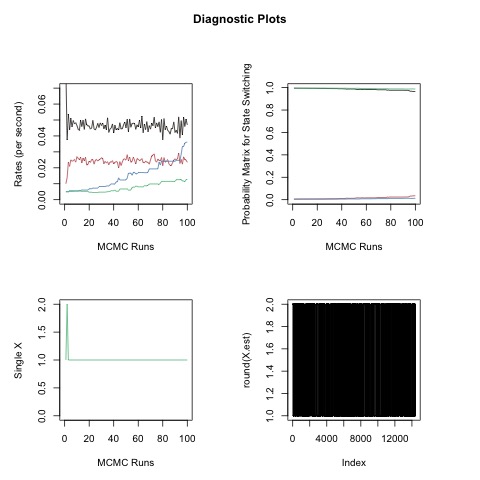 Diagnostic Plots
Rates (per second)
0.00 0.02 0.04 0.06
0 20 40 60 80 100
MCMC Runs
Probability Matrix for State Switching
0.0 0.2 0.4 0.6 0.8 1.0
0 20 40 60 80 100
MCMC Runs
Single X
0.0 0.5 1.0 1.5 2.0
0 20 40 60 80 100
MCMC Runs
round(X.est)
1.0 1.2 1.4 1.6 1.8 2.0
0 4000 8000 12000
Index